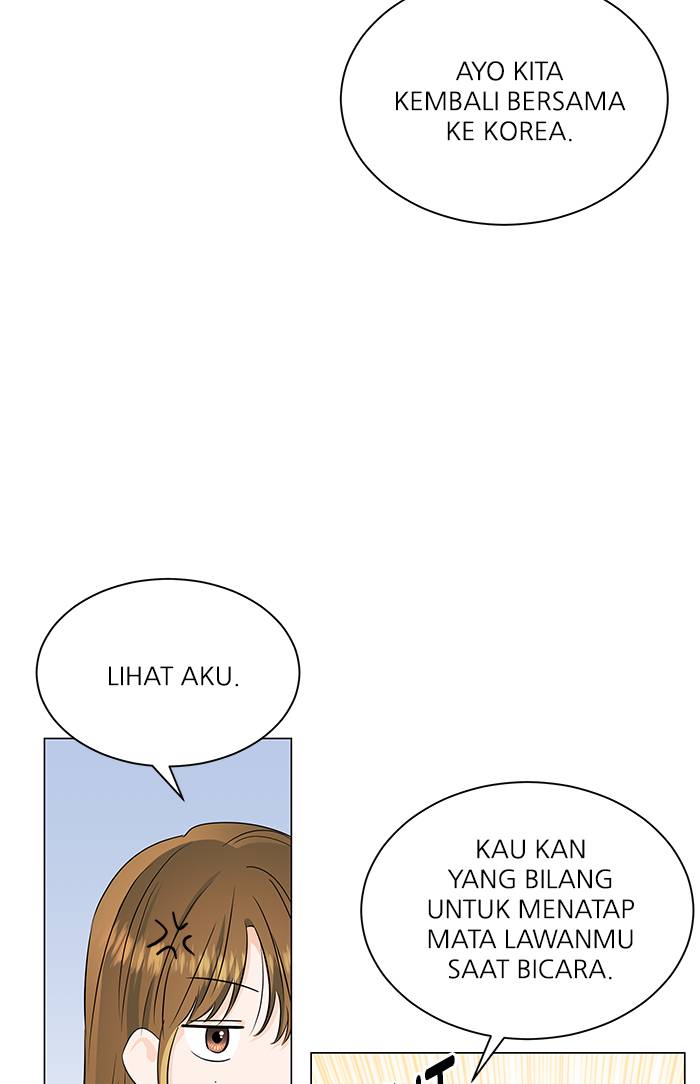 AYO KITA
KEMBALI BERSAMA
KE KOREA.
LIHAT AKU.
KAU KAN
YANG BILANG
UNTUK MENATAP
MATA LAWANMU
SAAT BICARA.